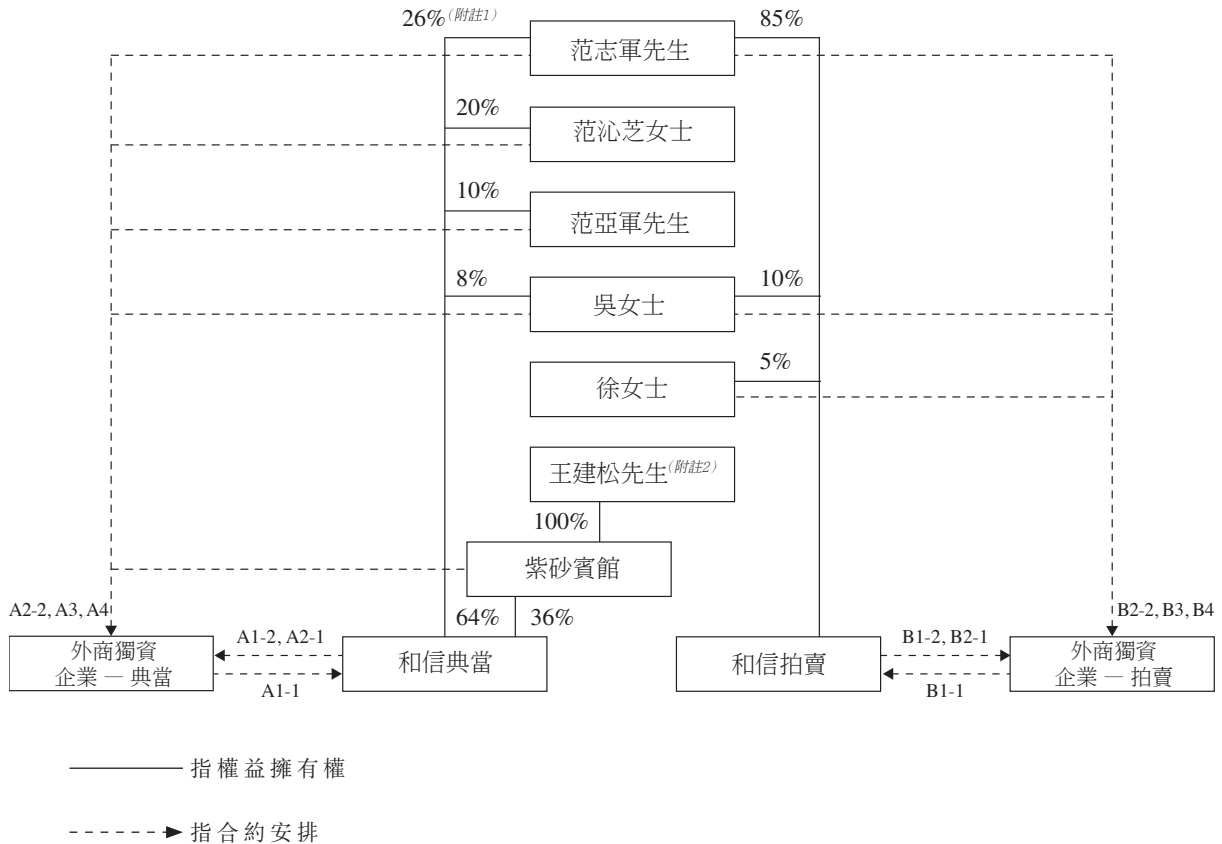 26%(附註1)
85%
范志軍先生
20%
范沁芝女士
10%
范亞軍先生
8%
10%
吳女士
5%
徐女士
王建松先生(附註2)
100%
紫砂賓館
64%
36%
A2-2, A3, A4
B2-2, B3, B4
外商獨資
企業 — 典當
A1-2, A2-1
A1-1
和信典當
和信拍賣
B1-2, B2-1
B1-1
外商獨資
企業 — 拍賣
指權益擁有權
指合約安排